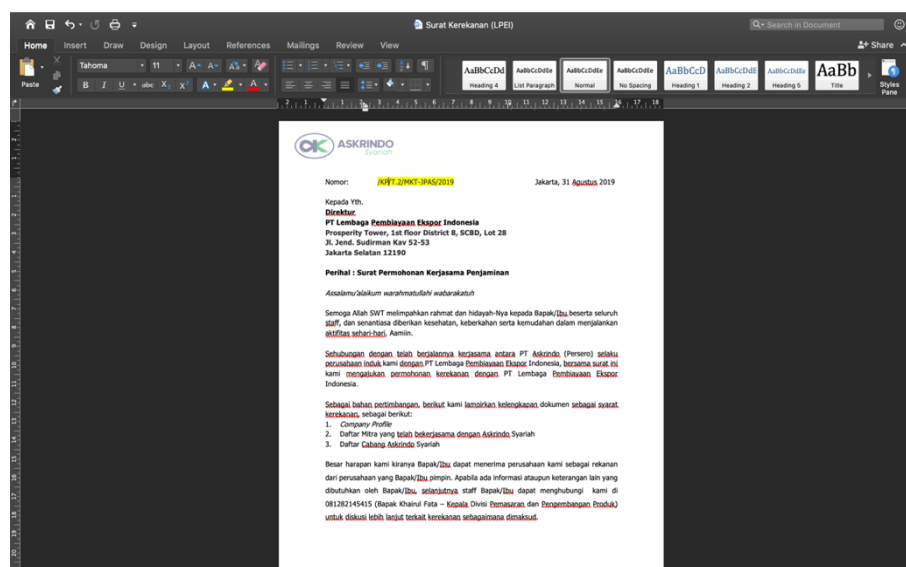 Surat Kerekanan (LPEI)
Search in Document
Home Insert Draw Design Layout References Mailings Review View Share
Paste Tahoma 11
AaBbCcDd AaBbCcDdEe AaBbCcDdEe AaBbCcDdEe AaBbCcD AaBbCcDdE AaBbCcDdEe AaBb
Heading 4 List Paragraph Normal No Spacing Heading 1 Heading 2 Heading 5 Title Styles Pane
ASKRINDO
Syariah
Nomor: /KP/T.2/MKT-JPAS/2019 Jakarta, 31 Agustus 2019
Kepada Yth.
Direktur
PT Lembaga Pembiayaan Ekspor Indonesia
Prosperity Tower, 1st floor District 8, SCBD, Lot 28
Jl. Jend. Sudirman Kav 52-53
Jakarta Selatan 12190
Perihal : Surat Permohonan Kerjasama Penjaminan
Assalamu'alaikum warahmatullahi wabarakatuh
Semoga Allah SWT melimpahkan rahmat dan hidayah-Nya kepada Bapak/Ibu beserta seluruh
staff, dan senantiasa diberikan kesehatan, keberkahan serta kemudahan dalam menjalankan
aktifitas sehari-hari. Aamiin.
Sehubungan dengan telah berjalannya kerjasama antara PT Askrindo (Persero) selaku
perusahaan induk kami dengan PT Lembaga Pembiayaan Ekspor Indonesia, bersama surat ini
kami mengajukan permohonan kerekanan dengan PT Lembaga Pembiayaan Ekspor
Indonesia.
Sebagai bahan pertimbangan, berikut kami lampirkan kelengkapan dokumen sebagai syarat
kerekanan, sebagai berikut:
1. Company Profile
2. Daftar Mitra yang telah bekerjasama dengan Askrindo Syariah
3. Daftar Cabang Askrindo Syariah
Besar harapan kami kiranya Bapak/Ibu dapat menerima perusahaan kami sebagai rekanan
dari perusahaan yang Bapak/Ibu pimpin. Apabila ada informasi ataupun keterangan lain yang
dibutuhkan oleh Bapak/Ibu, selanjutnya staff Bapak/Ibu dapat menghubungi kami di
081282145415 (Bapak Khairul Fata – Kepala Divisi Pemasaran dan Pengembangan Produk)
untuk diskusi lebih lanjut terkait kerekanan sebagaimana dimaksud.